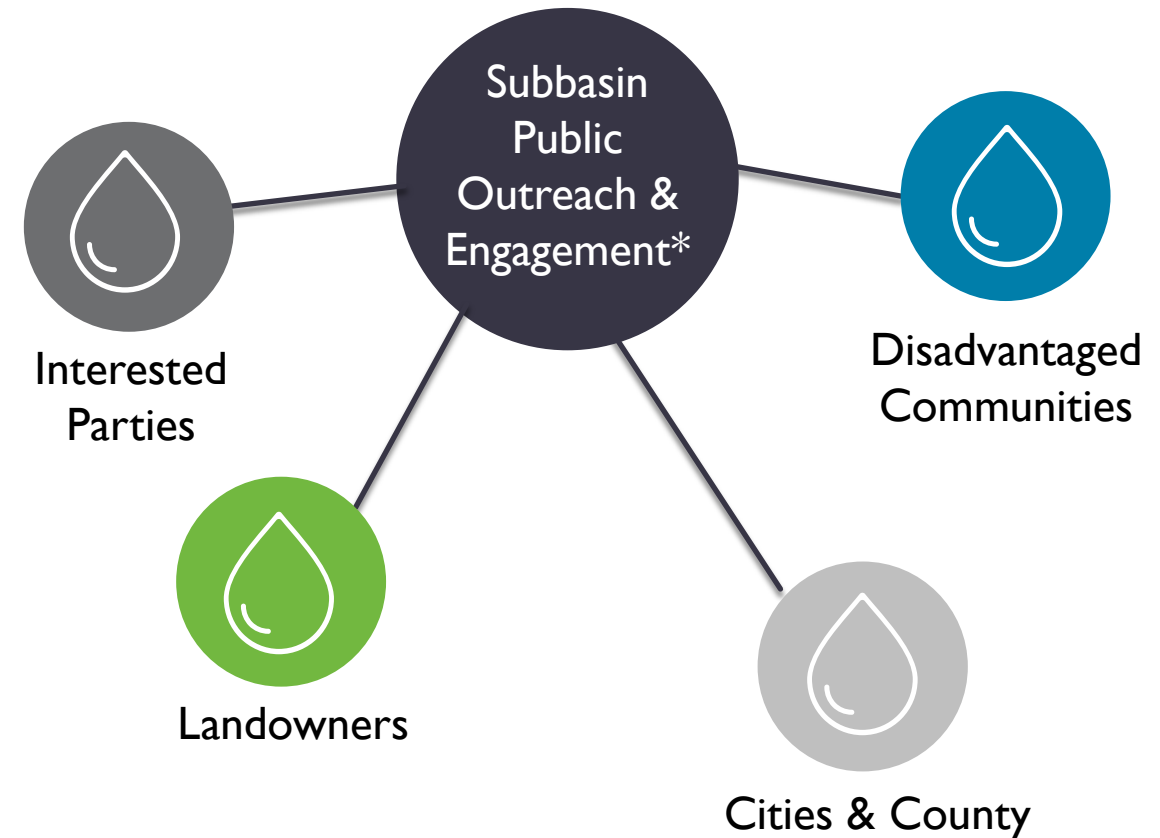 Subbasin
Public
Outreach &
Engagement*
Interested
Parties
Disadvantaged
Communities
Landowners
Cities & County